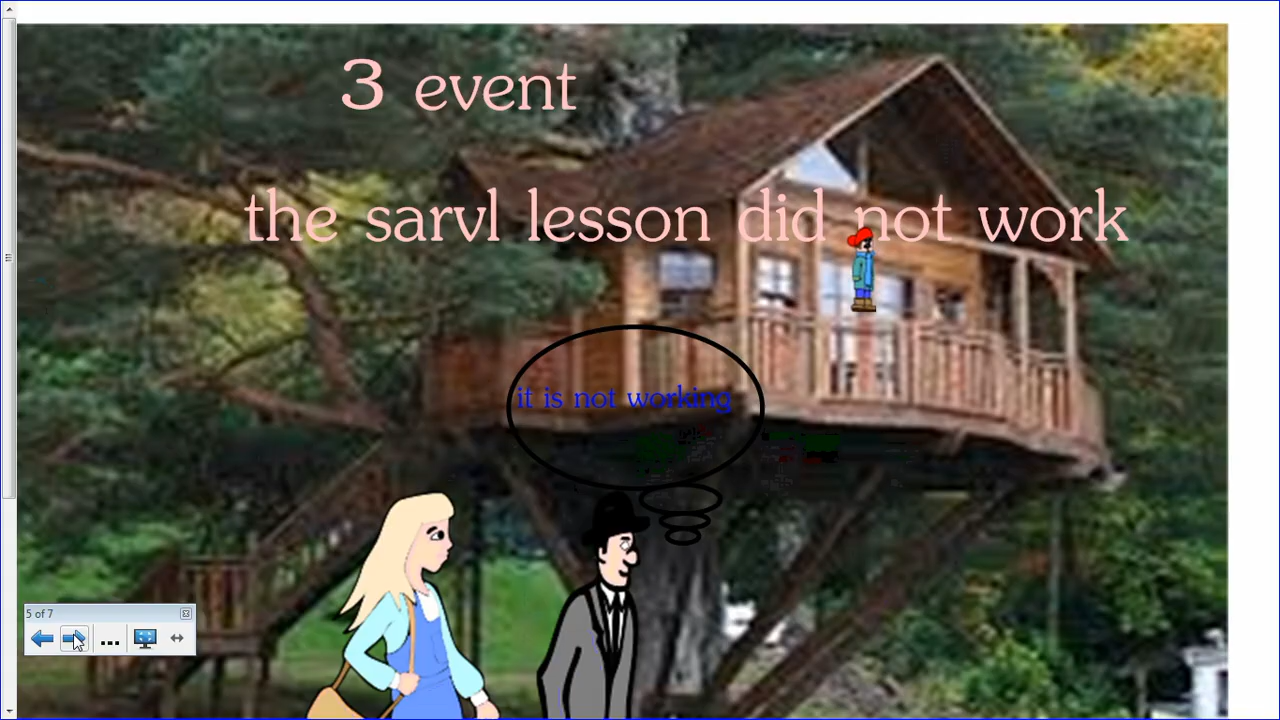 3 event
the sarvl lesson did not work
it is not working
5 of 7
...